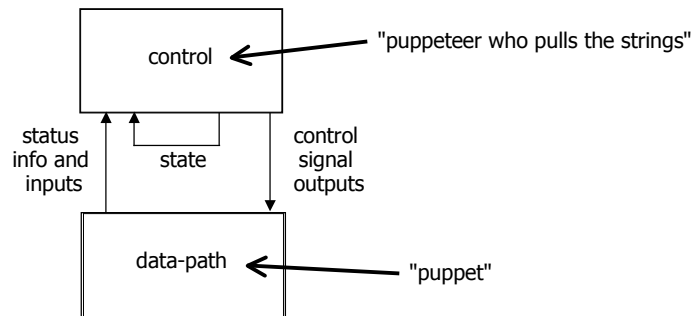 control
"puppeteer who pulls the strings"
status
info and
inputs
state
control
signal
outputs
data-path
"puppet"